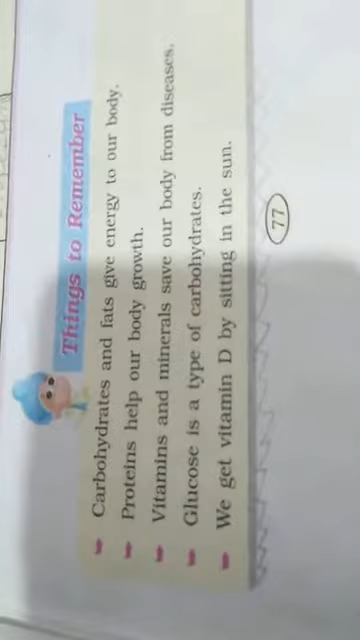 Things to Remember
Carbohydrates and fats give energy to our body.
Proteins help our body growth.
Vitamins and minerals save our body from diseases.
Glucose is a type of carbohydrates.
We get vitamin D by sitting in the sun.
77